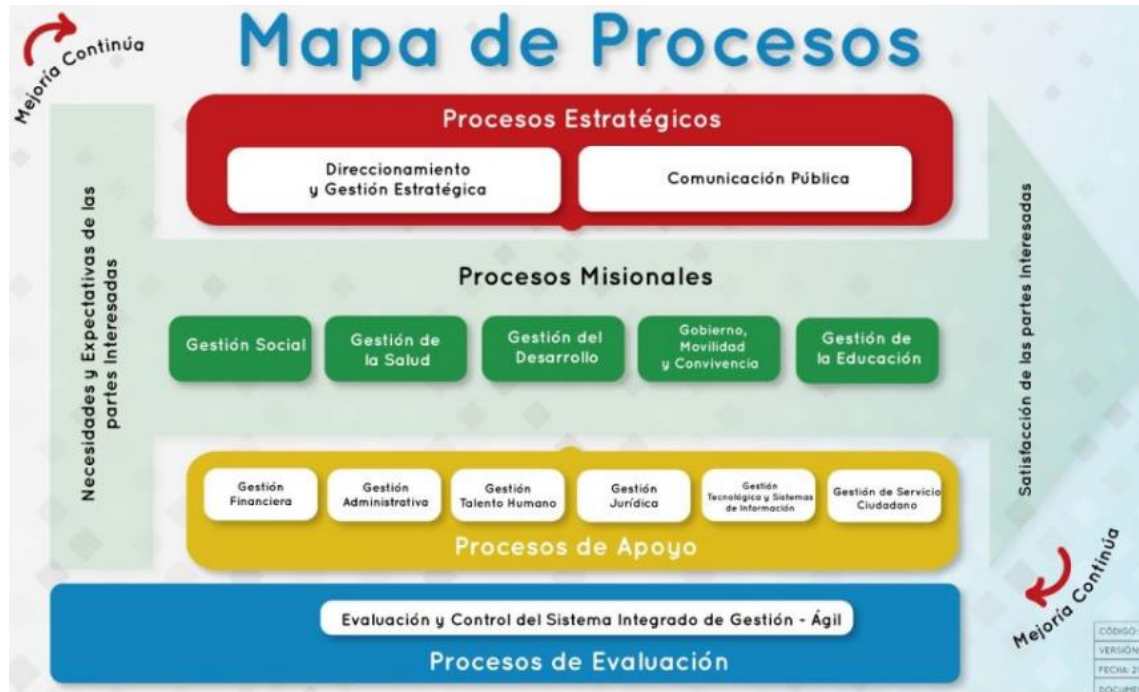 Mejoría Continúa
Mapa de Procesos
Necesidades y Expectativas de las
partes Interesadas
Procesos Estratégicos
Direccionamiento
y Gestión Estratégica
Comunicación Pública
Procesos Misionales
Gestión Social
Gestión de
la Salud
Gestión del
Desarrollo
Gobierno,
Movilidad
y Convivencia
Gestión de
la Educación
Gestión
Financiera
Gestión
Administrativa
Gestión
Talento Humano
Gestión
Jurídica
Gestión
Tecnológica y Sistemas
de Información
Gestión de Servicio
Ciudadano
Procesos de Apoyo
Evaluación y Control del Sistema Integrado de Gestión - Ágil
Procesos de Evaluación
Satisfacción de las partes Interesadas
Mejoría Continúa
CÓDIGO:
VERSIÓN
FECHA: 2